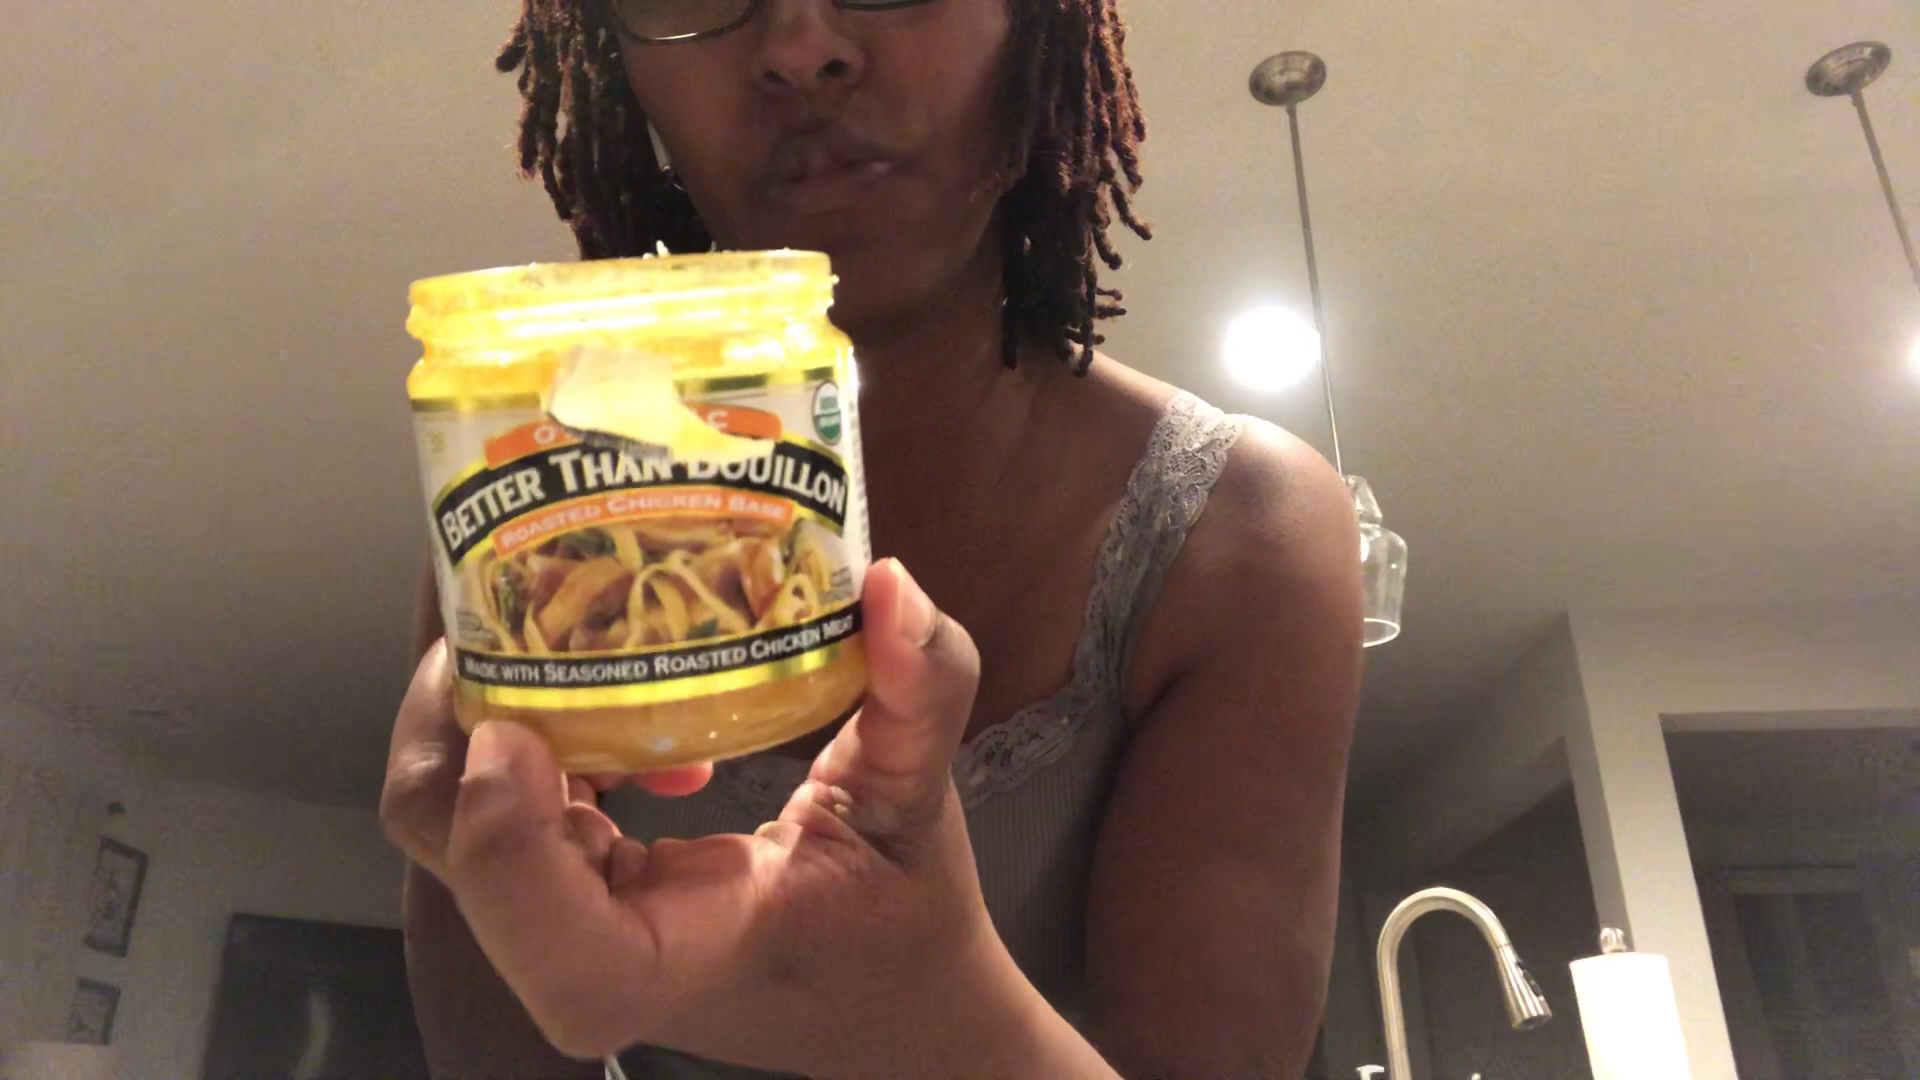 BETTER THAN BOUILLON
ROASTED CHICKEN BASE
MADE WITH SEASONED ROASTED CHICKEN MEAT